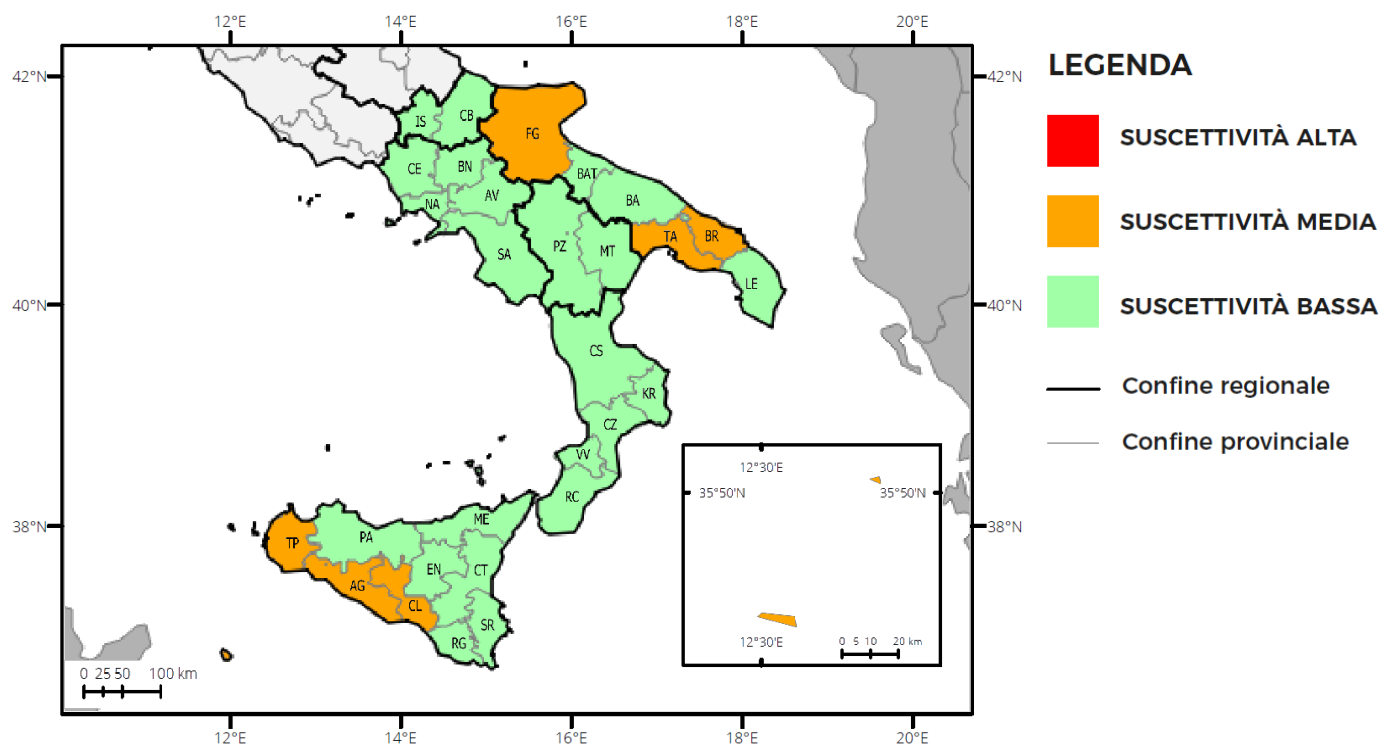 12°E 14°E 16°E 18°E 20°E
42°N 42°N
LEGENDA
SUSCETTIVITÀ ALTA
SUSCETTIVITÀ MEDIA
SUSCETTIVITÀ BASSA
Confine regionale
Confine provinciale
IS CB FG
CE BN BAT
NA AV BA
SA PZ MT TA BR
LE
40°N 40°N
CS
KR
CZ
VV
RC
ME
38°N 38°N
TP PA
EN CT
AG CL
SR
RG
12°30'E
35°50'N 35°50'N
12°30'E
0 5 10 20 km
0 25 50 100 km
12°E 14°E 16°E 18°E 20°E